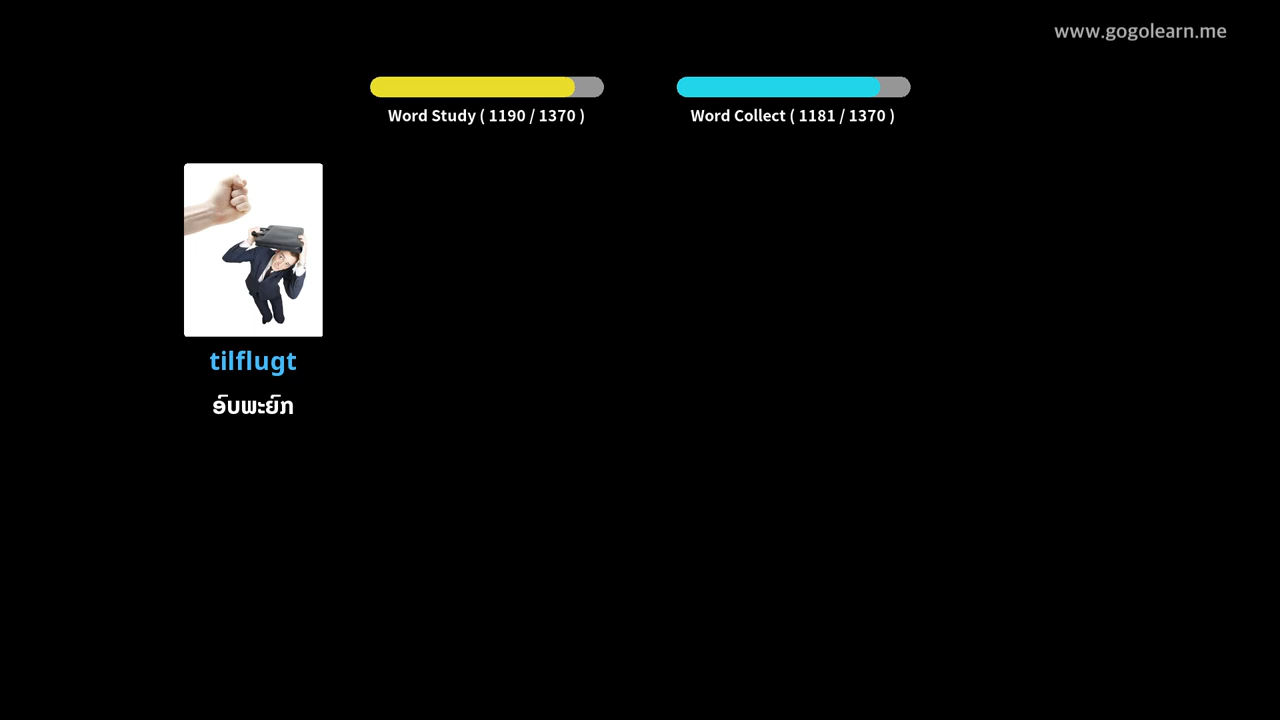 www.gogolearn.me
Word Study ( 1190 / 1370 )
Word Collect ( 1181 / 1370 )
tilflugt
ອົບພະຍົກ